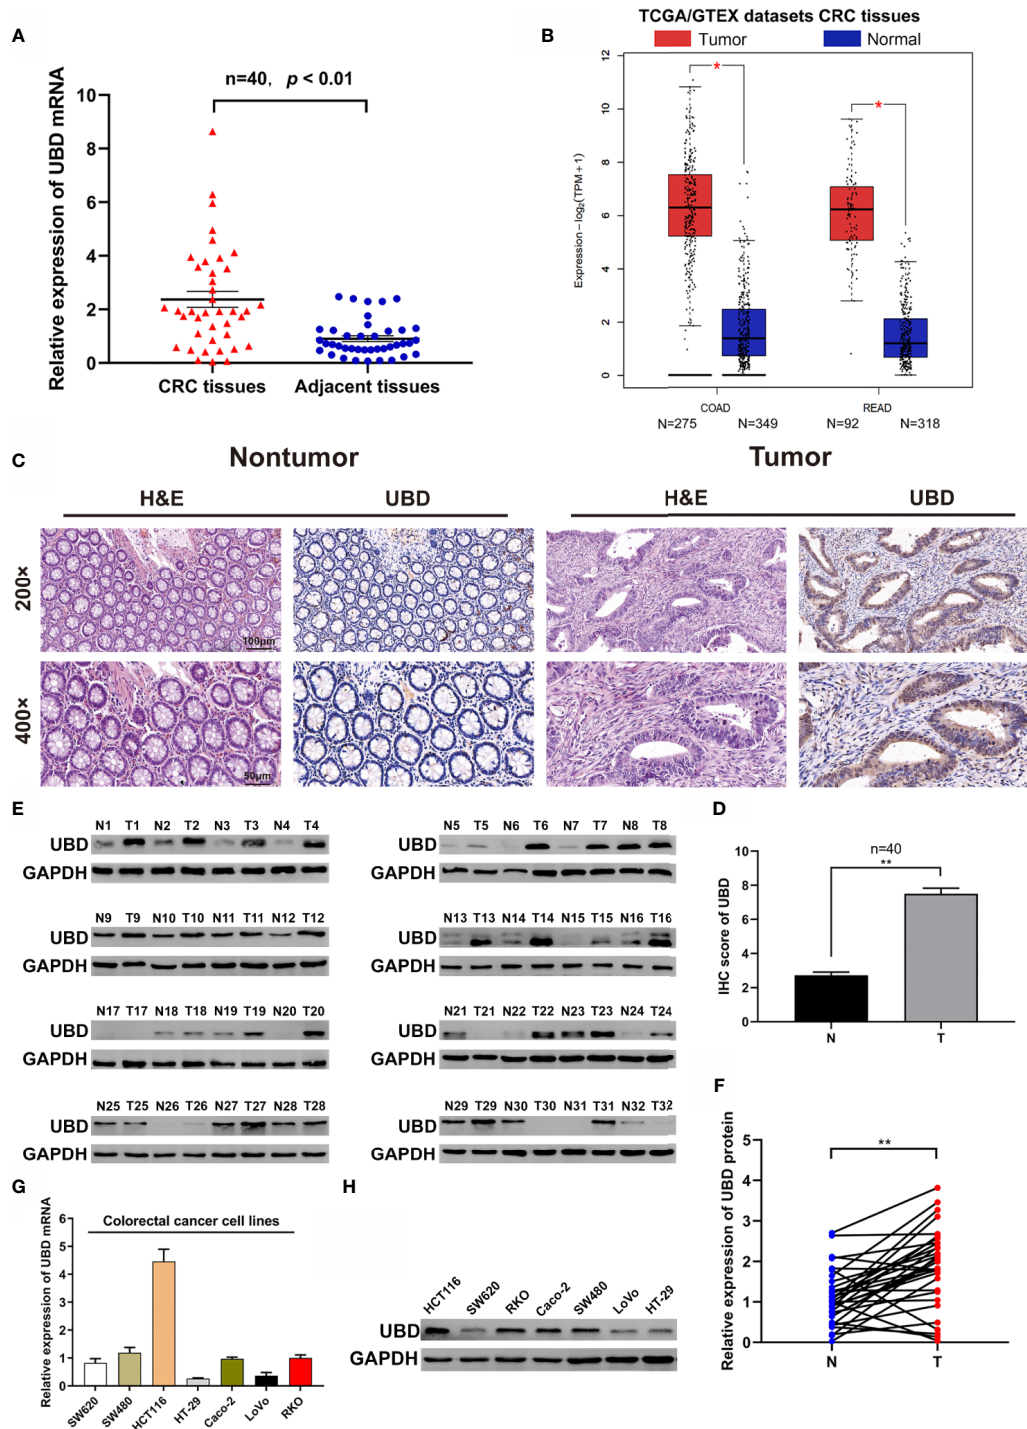 A
n=40, p < 0.01
Relative expression of UBD mRNA
10
8
6
4
2
0
CRC tissues
Adjacent tissues
B
TCGA/GTEX datasets CRC tissues
Tumor
Normal
Expression − log2(TPM + 1)
12
10
8
6
4
2
0
*
*
COAD
READ
N=275
N=349
N=92
N=318
C
Nontumor
Tumor
H&E
UBD
H&E
UBD
200×
100μm
400×
50μm
E
N1 T1 N2 T2 N3 T3 N4 T4
UBD
GAPDH
N5 T5 N6 T6 N7 T7 N8 T8
UBD
GAPDH
N9 T9 N10 T10 N11 T11 N12 T12
UBD
GAPDH
N13 T13 N14 T14 N15 T15 N16 T16
UBD
GAPDH
N17 T17 N18 T18 N19 T19 N20 T20
UBD
GAPDH
N21 T21 N22 T22 N23 T23 N24 T24
UBD
GAPDH
N25 T25 N26 T26 N27 T27 N28 T28
UBD
GAPDH
N29 T29 N30 T30 N31 T31 N32 T32
UBD
GAPDH
D
n=40
**
IHC score of UBD
10
8
6
4
2
0
N
T
F
**
Relative expression of UBD protein
5
4
3
2
1
0
N
T
G
Colorectal cancer cell lines
Relative expression of UBD mRNA
6
5
4
3
2
1
0
SW620
SW480
HCT116
HT-29
Caco-2
LoVo
RKO
H
HCT116
SW620
RKO
Caco-2
SW480
LoVo
HT-29
UBD
GAPDH